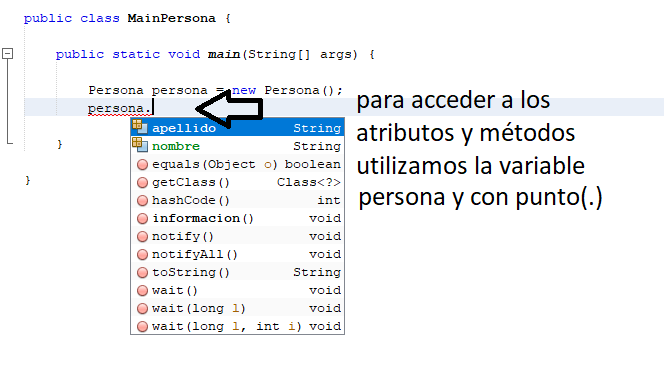 public class MainPersona {
public static void main(String[] args) {
Persona persona = new Persona();
persona.
apellido String
nombre String
equals(Object o) boolean
getClass() Class<?>
hashCode() int
informacion() void
notify() void
notifyAll() void
toString() String
wait() void
wait(long l) void
wait(long l, int i) void
}
}
para acceder a los
atributos y métodos
utilizamos la variable
persona y con punto(.)